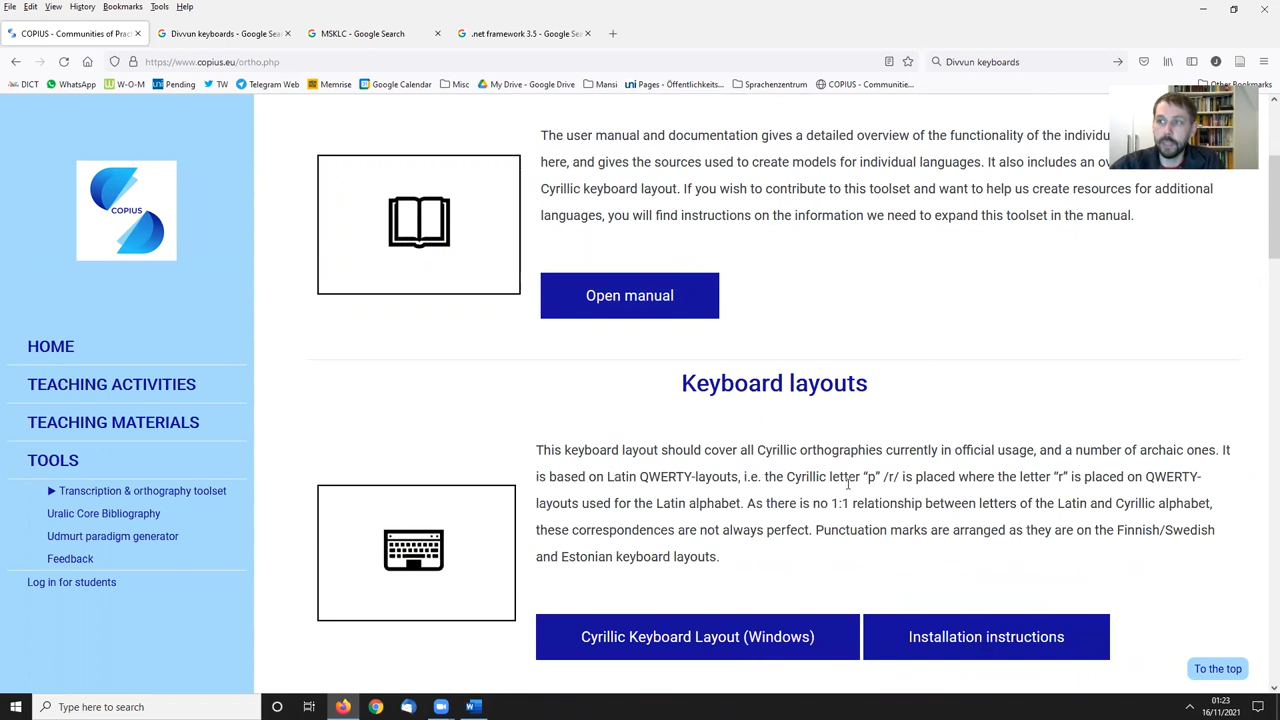 File Edit View History Bookmarks Tools Help
COPIUS - Communities of Prac
Divvun keyboards - Google Sear
MSKLC - Google Search
.net framework 3.5 - Google Sea
https://www.copius.eu/ortho.php
Divvun keyboards
DICT WhatsApp W-O-M Pending TW Telegram Web Memrise Google Calendar Misc My Drive - Google Drive Mansi Pages - Öffentlichkeits... Sprachenzentrum COPIUS - Communitie...
Other Bookmarks
COPIUS
HOME
TEACHING ACTIVITIES
TEACHING MATERIALS
TOOLS
▶ Transcription & orthography toolset
Uralic Core Bibliography
Udmurt paradigm generator
Feedback
Log in for students
The user manual and documentation gives a detailed overview of the functionality of the
here, and gives the sources used to create models for individual languages. It also includes an
Cyrillic keyboard layout. If you wish to contribute to this toolset and want to help us create resources for additional
languages, you will find instructions on the information we need to expand this toolset in the manual.
Open manual
Keyboard layouts
This keyboard layout should cover all Cyrillic orthographies currently in official usage, and a number of archaic ones. It
is based on Latin QWERTY-layouts, i.e. the Cyrillic letter “р” /r/ is placed where the letter “r” is placed on QWERTY-
layouts used for the Latin alphabet. As there is no 1:1 relationship between letters of the Latin and Cyrillic alphabet,
these correspondences are not always perfect. Punctuation marks are arranged as they are on the Finnish/Swedish
and Estonian keyboard layouts.
Cyrillic Keyboard Layout (Windows)
Installation instructions
To the top
Type here to search
01:23
16/11/2021